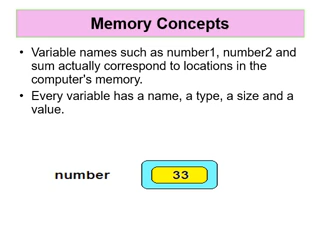 Memory Concepts
• Variable names such as number1, number2 and
sum actually correspond to locations in the
computer's memory.
• Every variable has a name, a type, a size and a
value.
number 33